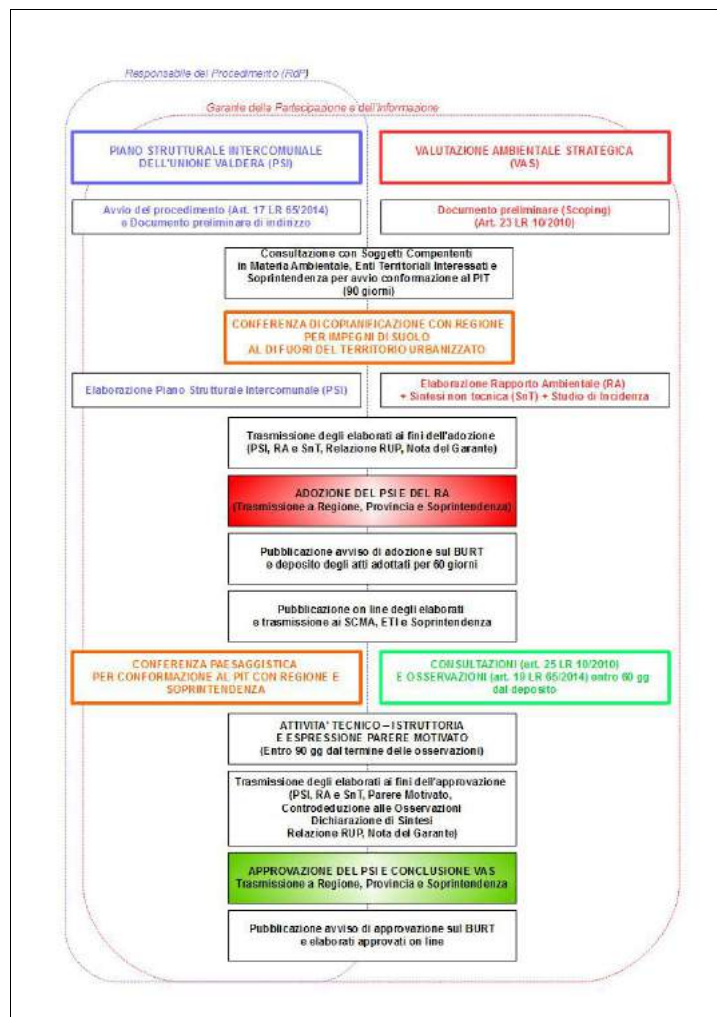 Responsabile del Procedimento (RdP)
Garante della Partecipazione e dell'Informazione
PIANO STRUTTURALE INTERCOMUNALE
DELL'UNIONE VALDERA (PSI)
VALUTAZIONE AMBIENTALE STRATEGICA
(VAS)
Avvio del procedimento (Art. 17 LR 65/2014)
e Documento preliminare di indirizzo
Documento preliminare (Scoping)
(Art. 23 LR 10/2010)
Consultazione con Soggetti Compententi
in Materia Ambientale, Enti Territoriali Interessati e
Soprintendenza per avvio conformazione al PIT
(90 giorni)
CONFERENZA DI COPIANIFICAZIONE CON REGIONE
PER IMPEGNI DI SUOLO
AL DI FUORI DEL TERRITORIO URBANIZZATO
Elaborazione Piano Strutturale Intercomunale (PSI)
Elaborazione Rapporto Ambientale (RA)
+ Sintesi non tecnica (SnT) + Studio di Incidenza
Trasmissione degli elaborati ai fini dell'adozione
(PSI, RA e SnT, Relazione RUP, Nota del Garante)
ADOZIONE DEL PSI E DEL RA
(Trasmissione a Regione, Provincia e Soprintendenza)
Pubblicazione avviso di adozione sul BURT
e deposito degli atti adottati per 60 giorni
Pubblicazione on line degli elaborati
e trasmissione ai SCMA, ETI e Soprintendenza
CONFERENZA PAESAGGISTICA
PER CONFORMAZIONE AL PIT CON REGIONE E
SOPRINTENDENZA
CONSULTAZIONI (art. 25 LR 10/2010)
E OSSERVAZIONI (art. 19 LR 65/2014) entro 60 gg
dal deposito
ATTIVITA' TECNICO – ISTRUTTORIA
E ESPRESSIONE PARERE MOTIVATO
(Entro 90 gg dal termine delle osservazioni)
Trasmissione degli elaborati ai fini dell'approvazione
(PSI, RA e SnT, Parere Motivato,
Controdeduzione alle Osservazioni
Dichiarazione di Sintesi
Relazione RUP, Nota del Garante)
APPROVAZIONE DEL PSI E CONCLUSIONE VAS
Trasmissione a Regione, Provincia e Soprintendenza
Pubblicazione avviso di approvazione sul BURT
e elaborati approvati on line